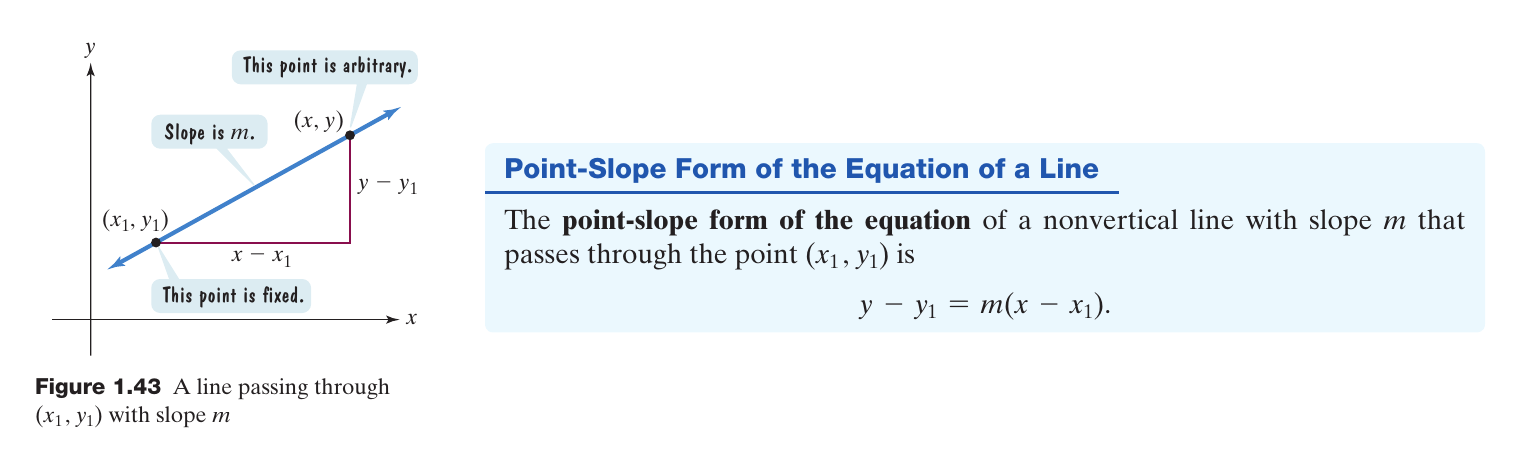 y
This point is arbitrary.
(x, y)
Slope is m.
y − y₁
(x₁, y₁)
x − x₁
This point is fixed.
x
Figure 1.43 A line passing through
(x₁, y₁) with slope m
Point-Slope Form of the Equation of a Line
The point-slope form of the equation of a nonvertical line with slope m that
passes through the point (x₁, y₁) is
y − y₁ = m(x − x₁).